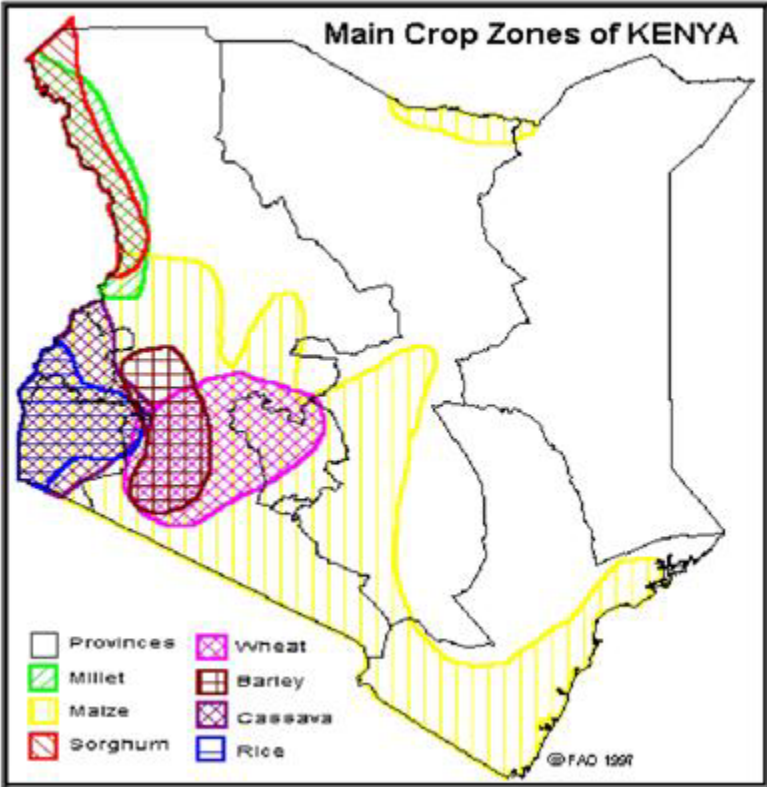 Main Crop Zones of KENYA
Provinces
Millet
Maize
Sorghum
Wheat
Barley
Cassava
Rice
© FAO 1997